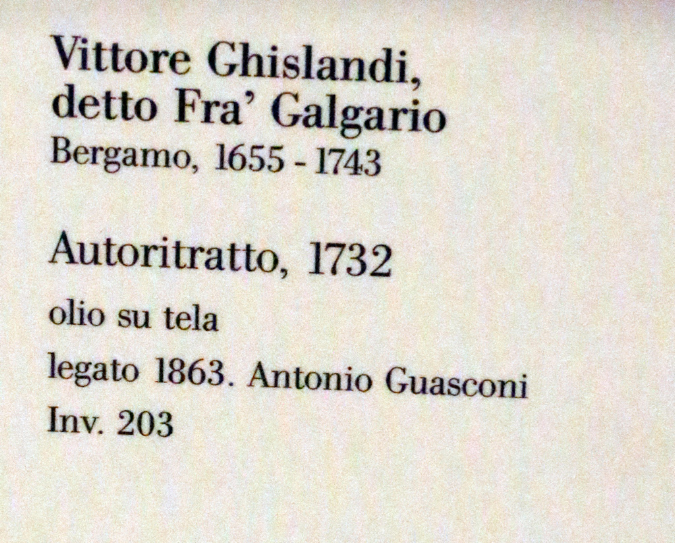 Vittore Ghislandi,
detto Fra' Galgario
Bergamo, 1655 - 1743
Autoritratto, 1732
olio su tela
legato 1863. Antonio Guasconi
Inv. 203